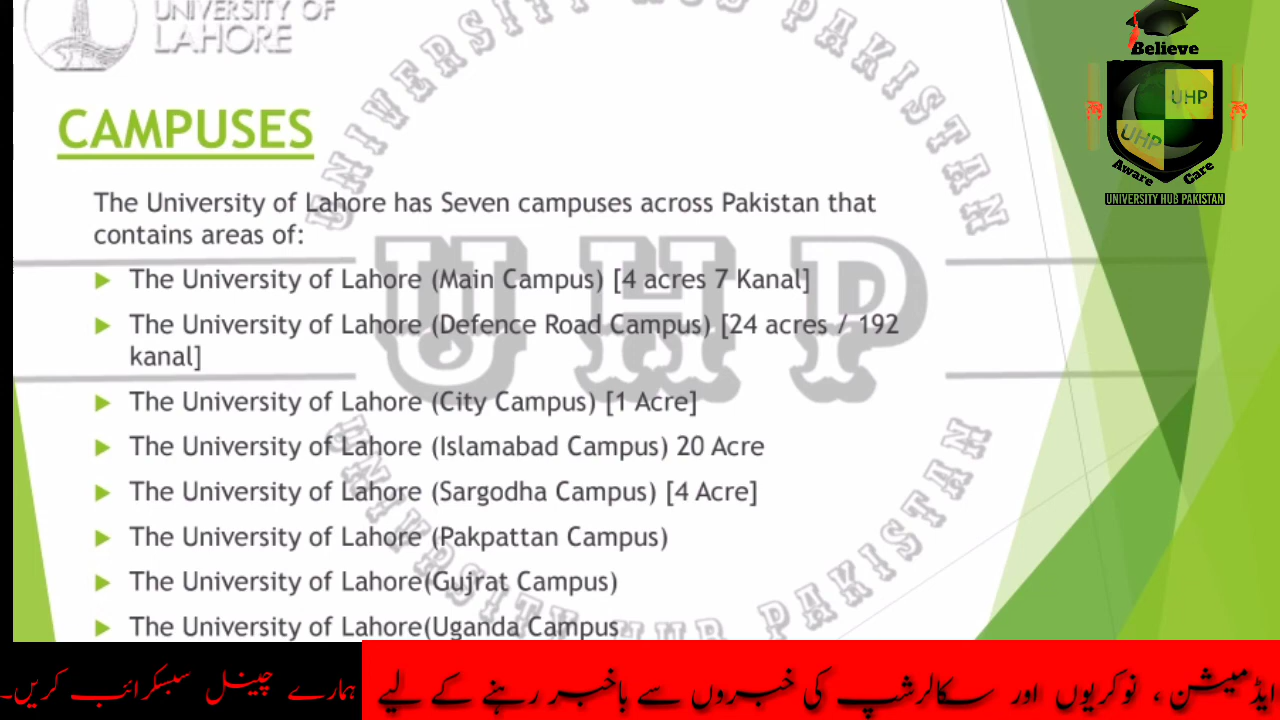 UNIVERSITY OF
LAHORE
CAMPUSES
The University of Lahore has Seven campuses across Pakistan that
contains areas of:
The University of Lahore (Main Campus) [4 acres 7 Kanal]
The University of Lahore (Defence Road Campus) [24 acres / 192
kanal]
The University of Lahore (City Campus) [1 Acre]
The University of Lahore (Islamabad Campus) 20 Acre
The University of Lahore (Sargodha Campus) [4 Acre]
The University of Lahore (Pakpattan Campus)
The University of Lahore(Gujrat Campus)
The University of Lahore(Uganda Campus
UNIVERSITY HUB PAKISTAN
UHP
UNIVERSITY HUB PAKISTAN
Believe
UHP
UHP
Aware Care
UNIVERSITY HUB PAKISTAN
ایڈمیشن ، نوکریوں اور سکالرشپ کی خبروں سے باخبر رہنے کے لیے
ہمارے چینل سبسکرائب کریں۔